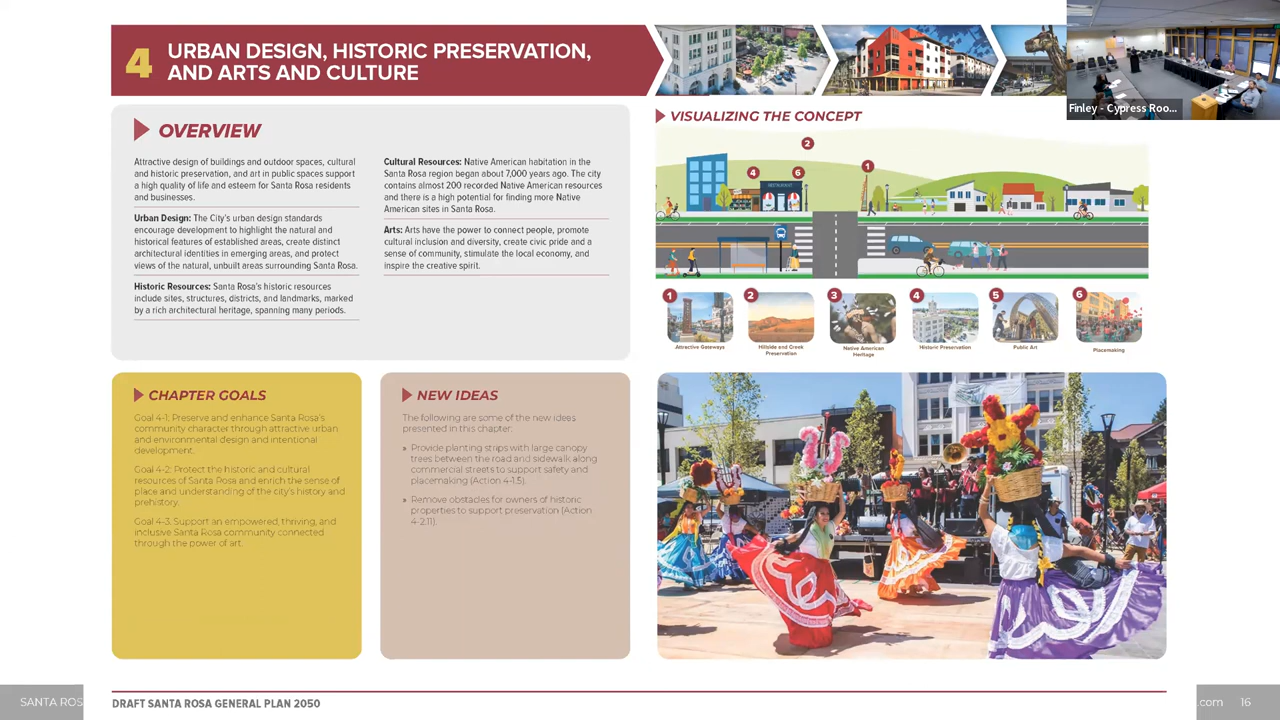 4
URBAN DESIGN, HISTORIC PRESERVATION,
AND ARTS AND CULTURE
Finley - Cypress Roo...
OVERVIEW
Attractive design of buildings and outdoor spaces, cultural
and historic preservation, and art in public spaces support
a high quality of life and esteem for Santa Rosa residents
and businesses.
Urban Design: The City's urban design standards
encourage development to highlight the natural and
historical features of established areas, create distinct
architectural identities in emerging areas, and protect
views of the natural, unbuilt areas surrounding Santa Rosa.
Historic Resources: Santa Rosa's historic resources
include sites, structures, districts, and landmarks, marked
by a rich architectural heritage, spanning many periods.
Cultural Resources: Native American habitation in the
Santa Rosa region began about 7,000 years ago. The city
contains almost 200 recorded Native American resources
and there is a high potential for finding more Native
American sites in Santa Rosa.
Arts: Arts have the power to connect people, promote
cultural inclusion and diversity, create civic pride and a
sense of community, stimulate the local economy, and
inspire the creative spirit.
VISUALIZING THE CONCEPT
2
1
4
6
RESTAURANT
1
2
3
4
5
6
Attractive Gateways
Hillside and Creek
Preservation
Native American
Heritage
Historic Preservation
Public Art
Placemaking
CHAPTER GOALS
Goal 4-1: Preserve and enhance Santa Rosa's
community character through attractive urban
and environmental design and intentional
development.
Goal 4-2: Protect the historic and cultural
resources of Santa Rosa and enrich the sense of
place and understanding of the city's history and
prehistory.
Goal 4-3: Support an empowered, thriving, and
inclusive Santa Rosa community connected
through the power of art.
NEW IDEAS
The following are some of the new ideas
presented in this chapter:
» Provide planting strips with large canopy
trees between the road and sidewalk along
commercial streets to support safety and
placemaking (Action 4-1.5).
» Remove obstacles for owners of historic
properties to support preservation (Action
4-2.11).
SANTA ROS
DRAFT SANTA ROSA GENERAL PLAN 2050
.com
16